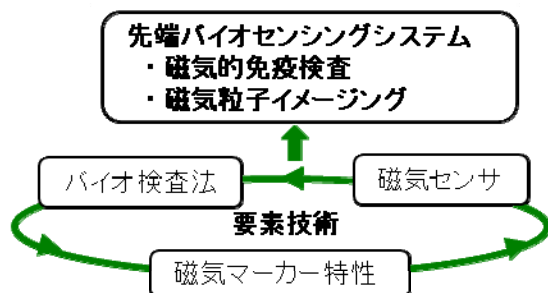 先端バイオセンシングシステム
・磁気的免疫検査
・磁気粒子イメージング
バイオ検査法
磁気センサ
要素技術
磁気マーカー特性